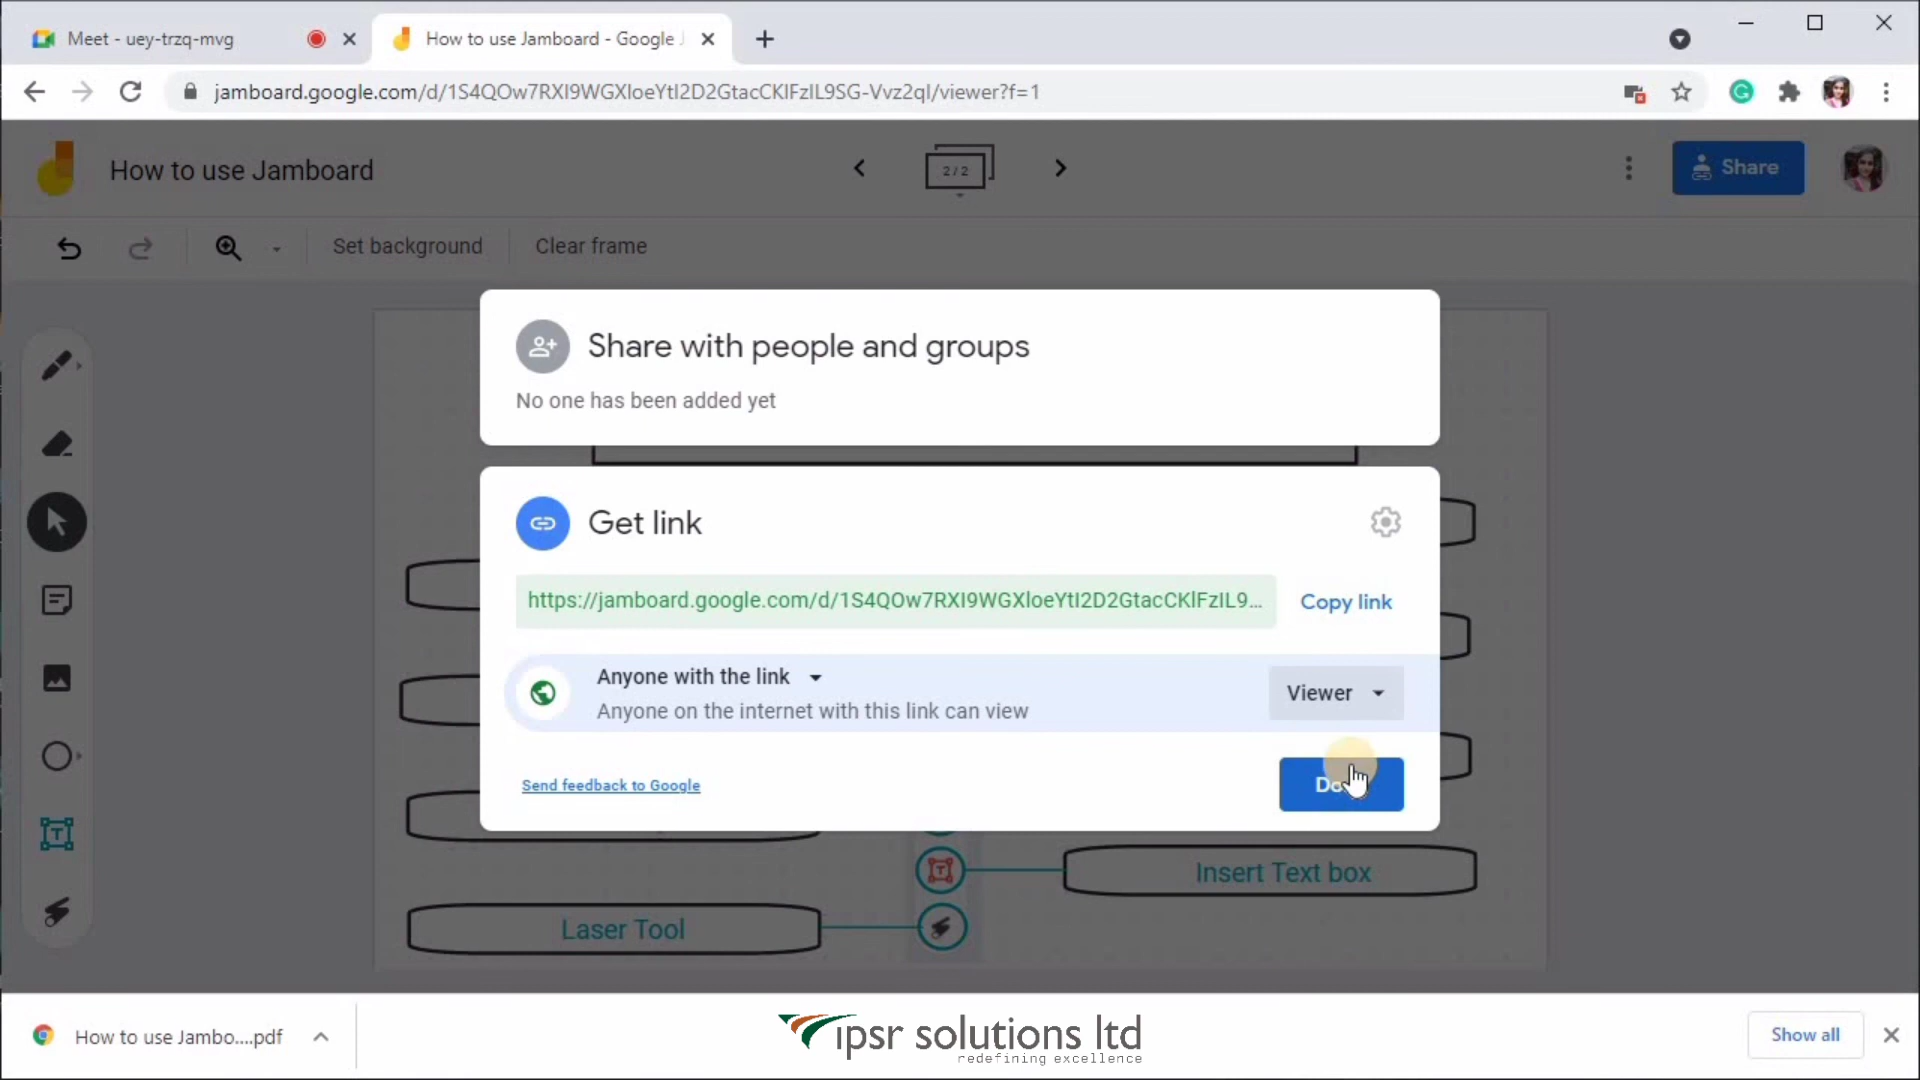 Meet - uey-trzq-mvg
How to use Jamboard - Google J
jamboard.google.com/d/1S4QOw7RXI9WGXloeYtI2D2GtacCKlFzIL9SG-Vvz2qI/viewer?f=1
How to use Jamboard
2/2
Share
Set background
Clear frame
Share with people and groups
No one has been added yet
Get link
https://jamboard.google.com/d/1S4QOw7RXI9WGXloeYtI2D2GtacCKlFzIL9...
Copy link
Anyone with the link
Anyone on the internet with this link can view
Viewer
Send feedback to Google
Insert Text box
Laser Tool
How to use Jambo....pdf
ipsr solutions ltd
redefining excellence
Show all